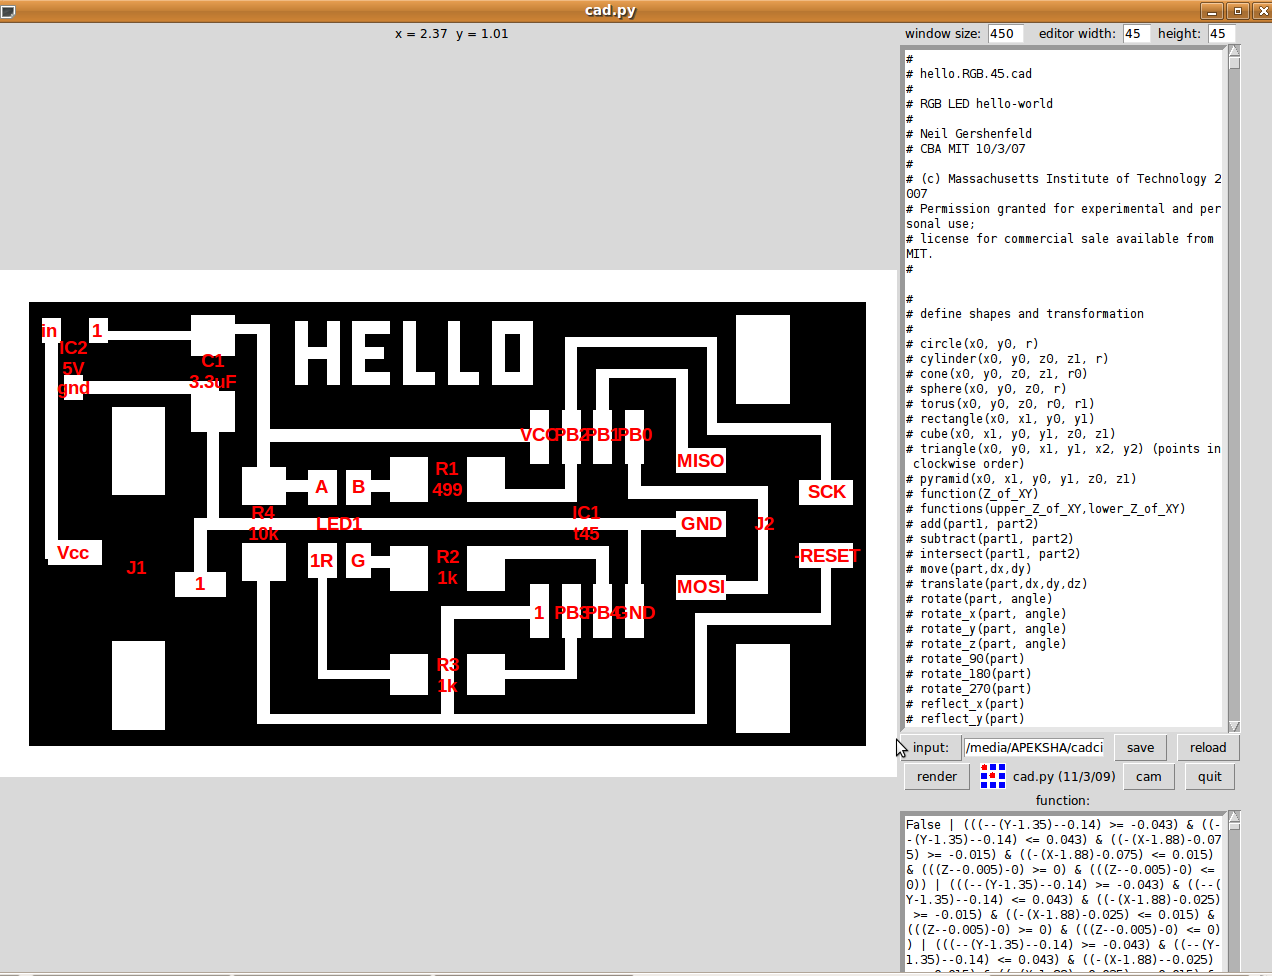 cad.py
x = 2.37 y = 1.01
window size: 450 editor width: 45 height: 45
#
# hello.RGB.45.cad
#
# RGB LED hello-world
#
# Neil Gershenfeld
# CBA MIT 10/3/07
#
# (c) Massachusetts Institute of Technology 2
007
# Permission granted for experimental and per
sonal use;
# license for commercial sale available from
MIT.
#
#
# define shapes and transformation
#
# circle(x0, y0, r)
# cylinder(x0, y0, z0, z1, r)
# cone(x0, y0, z0, z1, r0)
# sphere(x0, y0, z0, r)
# torus(x0, y0, z0, r0, r1)
# rectangle(x0, x1, y0, y1)
# cube(x0, x1, y0, y1, z0, z1)
# triangle(x0, y0, x1, y1, x2, y2) (points in
clockwise order)
# pyramid(x0, x1, y0, y1, z0, z1)
# function(Z_of_XY)
# functions(upper_Z_of_XY,lower_Z_of_XY)
# add(part1, part2)
# subtract(part1, part2)
# intersect(part1, part2)
# move(part,dx,dy)
# translate(part,dx,dy,dz)
# rotate(part, angle)
# rotate_x(part, angle)
# rotate_y(part, angle)
# rotate_z(part, angle)
# rotate_90(part)
# rotate_180(part)
# rotate_270(part)
# reflect_x(part)
# reflect_y(part)
input: /media/APEKSHA/cadci save reload
render cad.py (11/3/09) cam quit
function:
False | (((--(Y-1.35)--0.14) >= -0.043) & ((-
-(Y-1.35)--0.14) <= 0.043) & ((-(X-1.88)-0.07
5) >= -0.015) & ((-(X-1.88)-0.075) <= 0.015)
& (((Z--0.005)-0) >= 0) & (((Z--0.005)-0) <=
0)) | (((--(Y-1.35)--0.14) >= -0.043) & ((--(
Y-1.35)--0.14) <= 0.043) & ((-(X-1.88)-0.025)
>= -0.015) & ((-(X-1.88)-0.025) <= 0.015) &
(((Z--0.005)-0) >= 0) & (((Z--0.005)-0) <= 0)
) | (((--(Y-1.35)--0.14) >= -0.043) & ((--(Y-
1.35)--0.14) <= 0.043) & ((-(X-1.88)--0.025)
HELLO
in 1
IC2
5V
gnd
C1
3.3uF
VCC PB2 PB1 PB0
MISO
R1
499
A B
SCK
R4
10k
LED1
IC1
t45
GND
J2
Vcc
J1
1
1R G
R2
1k
-RESET
MOSI
1 PB3 PB4 GND
R3
1k